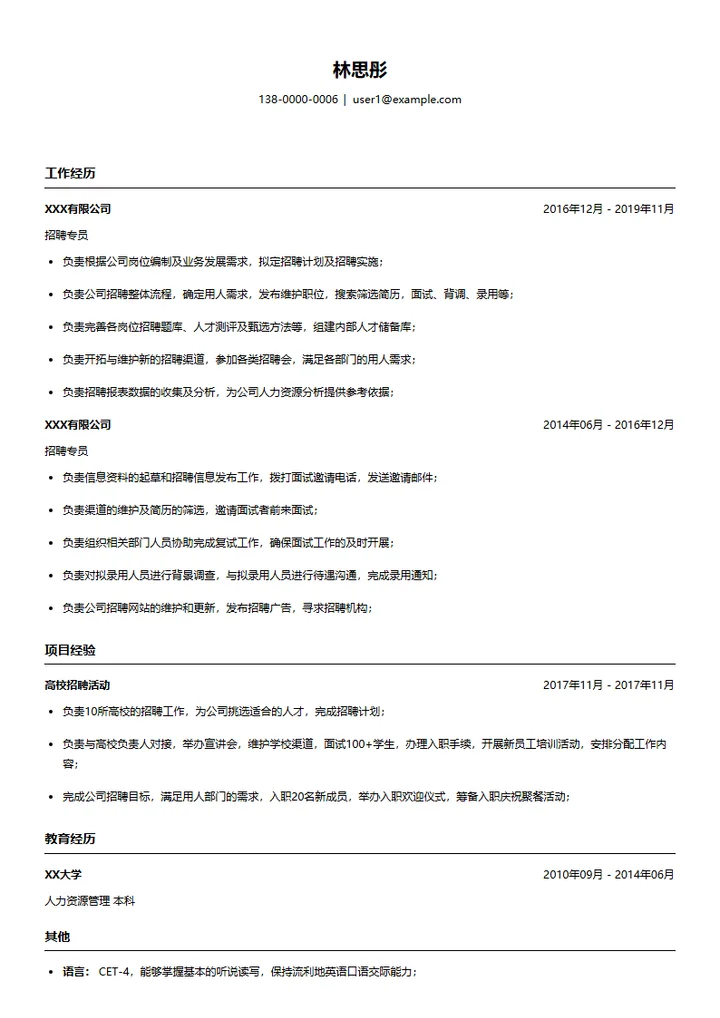 林思彤
138-0000-0006 | user1@example.com
工作经历
XXX有限公司 2016年12月 - 2019年11月
招聘专员
• 负责根据公司岗位编制及业务发展需求，拟定招聘计划及招聘实施；
• 负责公司招聘整体流程，确定用人需求，发布维护职位，搜索筛选简历，面试、背调、录用等；
• 负责完善各岗位招聘题库、人才测评及甄选方法等，组建内部人才储备库；
• 负责开拓与维护新的招聘渠道，参加各类招聘会，满足各部门的用人需求；
• 负责招聘报表数据的收集及分析，为公司人力资源分析提供参考依据；
XXX有限公司 2014年06月 - 2016年12月
招聘专员
• 负责信息资料的起草和招聘信息发布工作，拨打面试邀请电话，发送邀请邮件；
• 负责渠道的维护及简历的筛选，邀请面试者前来面试；
• 负责组织相关部门人员协助完成复试工作，确保面试工作的及时开展；
• 负责对拟录用人员进行背景调查，与拟录用人员进行待遇沟通，完成录用通知；
• 负责公司招聘网站的维护和更新，发布招聘广告，寻求招聘机构；
项目经验
高校招聘活动 2017年11月 - 2017年11月
• 负责10所高校的招聘工作，为公司挑选适合的人才，完成招聘计划；
• 负责与高校负责人对接，举办宣讲会，维护学校渠道，面试100+学生，办理入职手续，开展新员工培训活动，安排分配工作内
容；
• 完成公司招聘目标，满足用人部门的需求，入职20名新成员，举办入职欢迎仪式，筹备入职庆祝聚餐活动；
教育经历
XX大学 2010年09月 - 2014年06月
人力资源管理 本科
其他
• 语言： CET-4，能够掌握基本的听说读写，保持流利地英语口语交际能力；